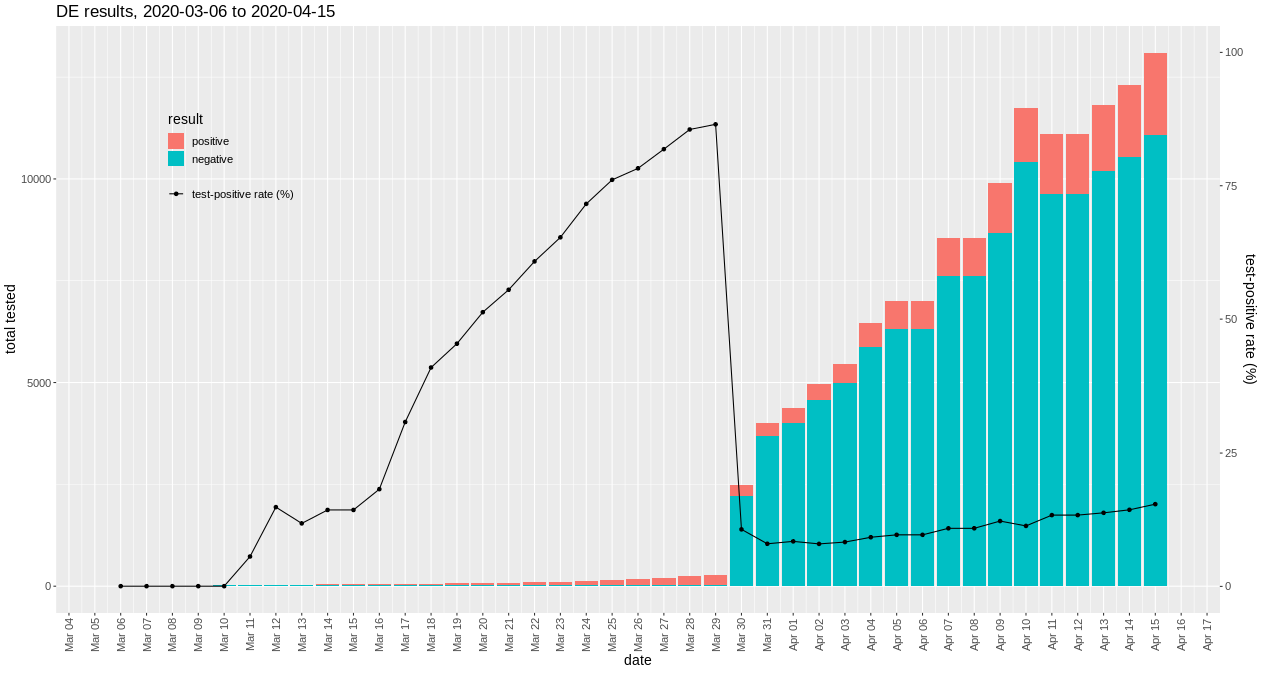 DE results, 2020-03-06 to 2020-04-15
result
positive
negative
test-positive rate (%)
total tested
10000
5000
0
100
75
50
25
0
test-positive rate (%)
Mar 04
Mar 05
Mar 06
Mar 07
Mar 08
Mar 09
Mar 10
Mar 11
Mar 12
Mar 13
Mar 14
Mar 15
Mar 16
Mar 17
Mar 18
Mar 19
Mar 20
Mar 21
Mar 22
Mar 23
Mar 24
Mar 25
Mar 26
Mar 27
Mar 28
Mar 29
Mar 30
Mar 31
Apr 01
Apr 02
Apr 03
Apr 04
Apr 05
Apr 06
Apr 07
Apr 08
Apr 09
Apr 10
Apr 11
Apr 12
Apr 13
Apr 14
Apr 15
Apr 16
Apr 17
date